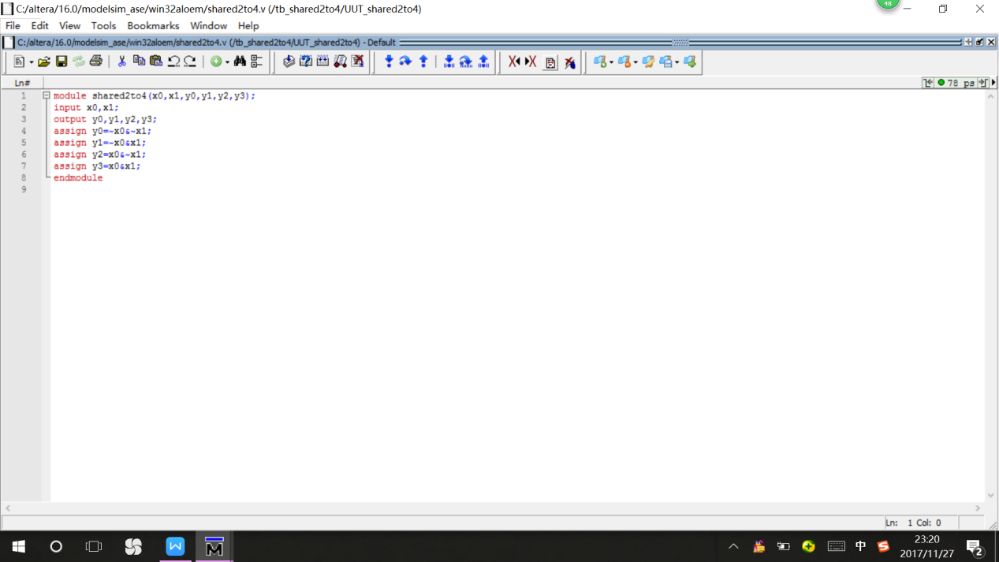 C:/altera/16.0/modelsim_ase/win32aloem/shared2to4.v (/tb_shared2to4/UUT_shared2to4)
48
File Edit View Tools Bookmarks Window Help
C:/altera/16.0/modelsim_ase/win32aloem/shared2to4.v (/tb_shared2to4/UUT_shared2to4) - Default
Ln#
78 ps
1 module shared2to4(x0,x1,y0,y1,y2,y3);
2 input x0,x1;
3 output y0,y1,y2,y3;
4 assign y0=~x0&~x1;
5 assign y1=~x0&x1;
6 assign y2=x0&~x1;
7 assign y3=x0&x1;
8 endmodule
9
Ln: 1 Col: 0
中
23:20
2017/11/27
2